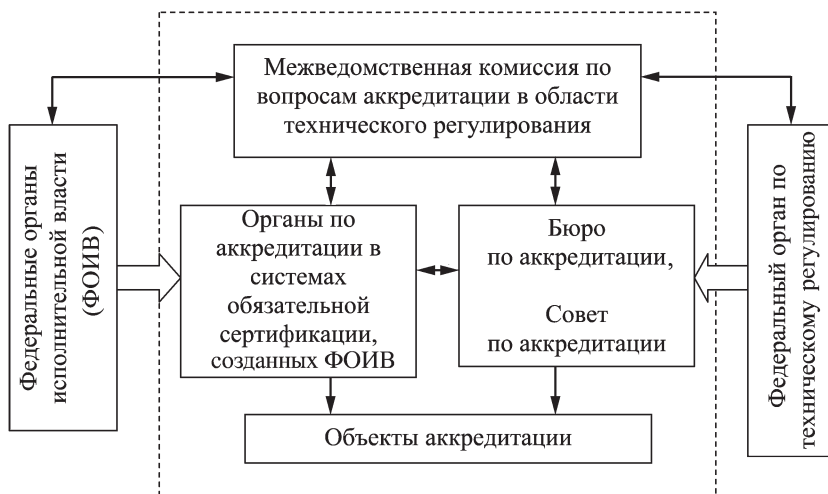 Межведомственная комиссия по
вопросам аккредитации в области
технического регулирования
Федеральные органы
исполнительной власти
(ФОИВ)
Органы по
аккредитации в
системах
обязательной
сертификации,
созданных ФОИВ
Бюро
по аккредитации,
Совет
по аккредитации
Федеральный орган по
техническому регулированию
Объекты аккредитации